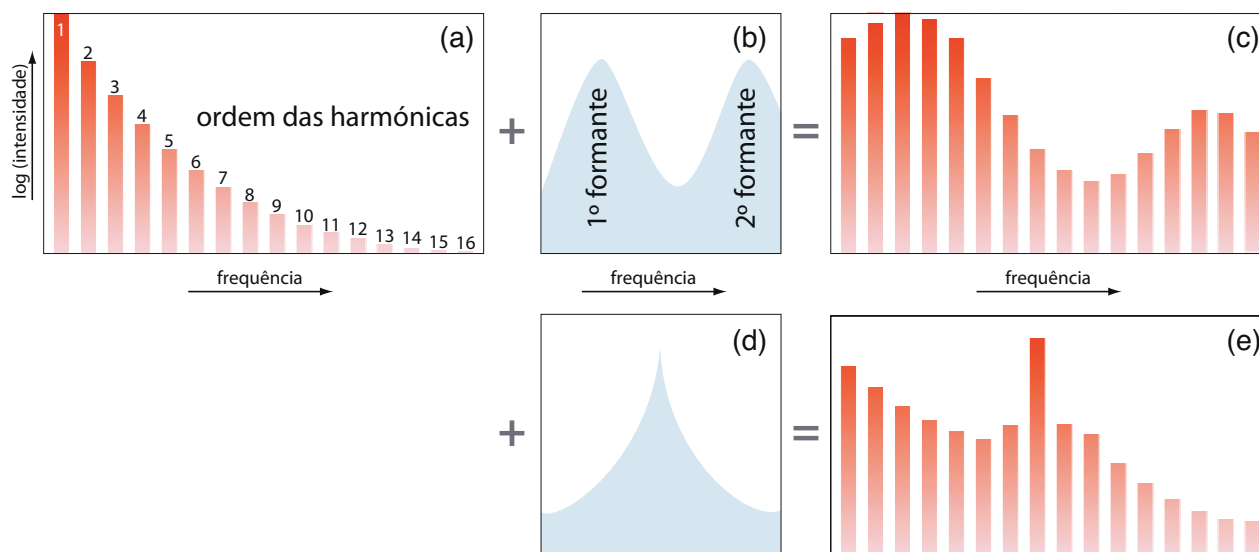 (a)
log (intensidade)
1
2
3
4
5
6
7
8
9
10
11
12
13
14
15
16
ordem das harmónicas
frequência
+
(b)
1º formante
2º formante
frequência
=
(c)
frequência
+
(d)
=
(e)